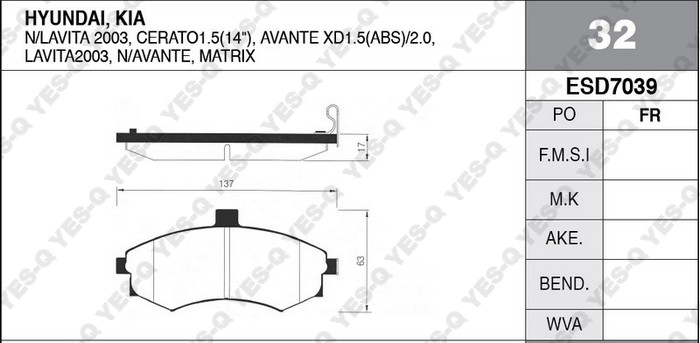 HYUNDAI, KIA
N/LAVITA 2003, CERATO1.5(14"), AVANTE XD1.5(ABS)/2.0,
LAVITA2003, N/AVANTE, MATRIX
32
ESD7039
PO FR
F.M.S.I
M.K
AKE.
BEND.
WVA
17
137
63
YES-Q YES-Q YES-Q YES-Q YES-Q YES-Q